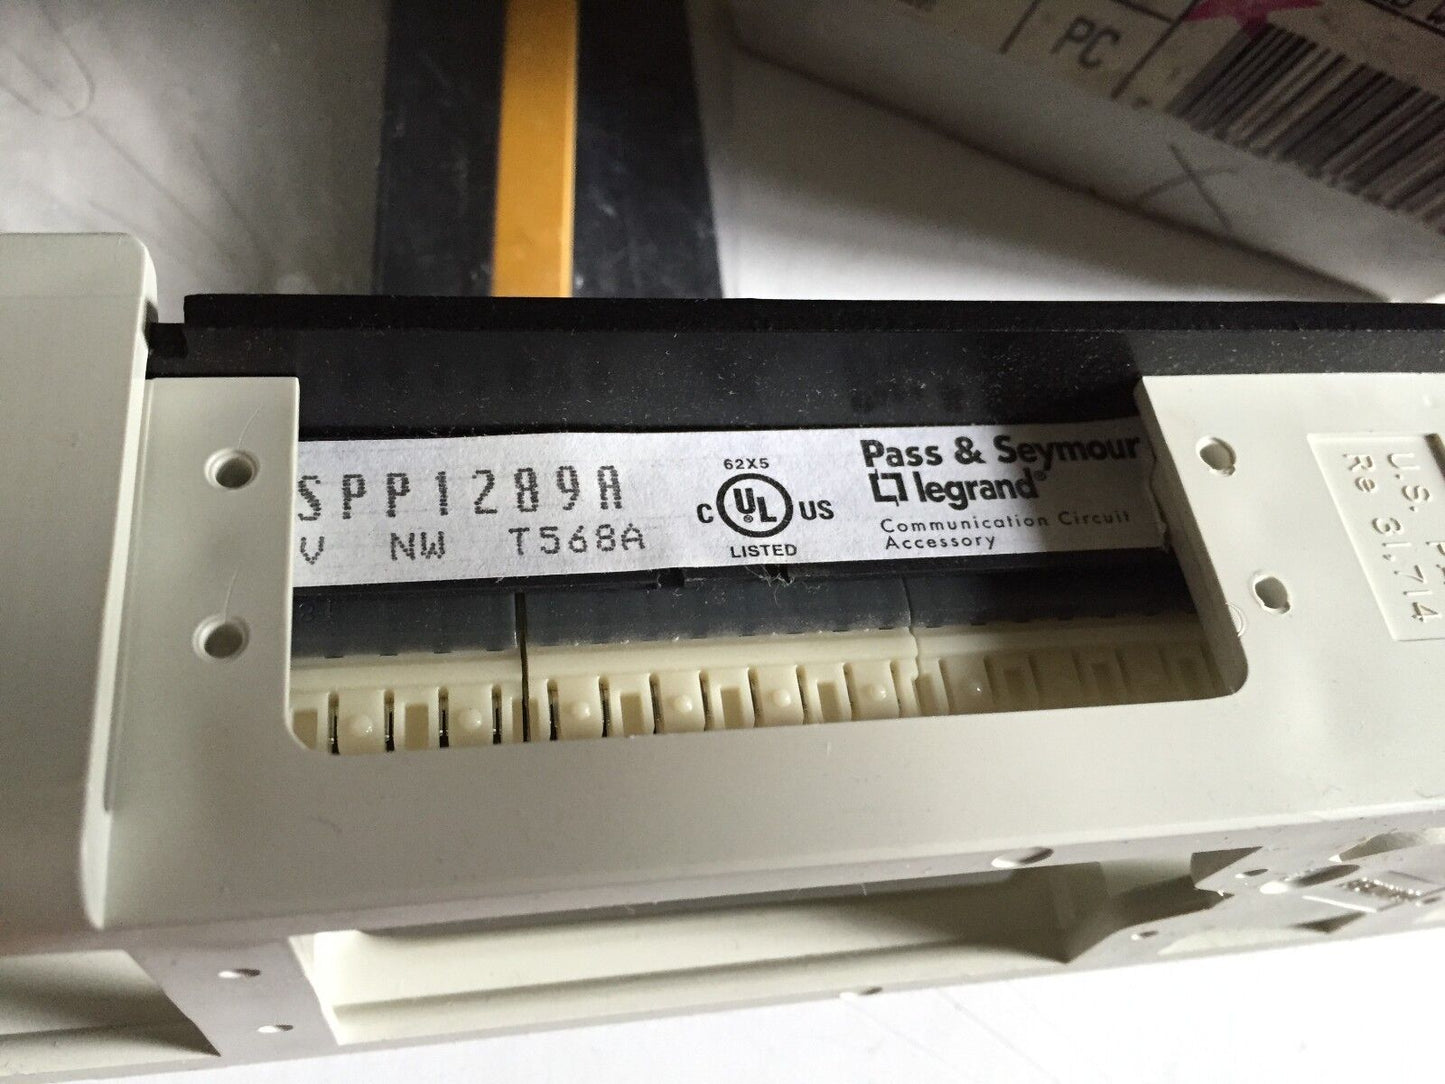 PC
SPP1289A
V NW T568A
62X5
C UL US
®
LISTED
Pass & Seymour
legrand®
Communication Circuit
Accessory
U.S.
Re 31,714